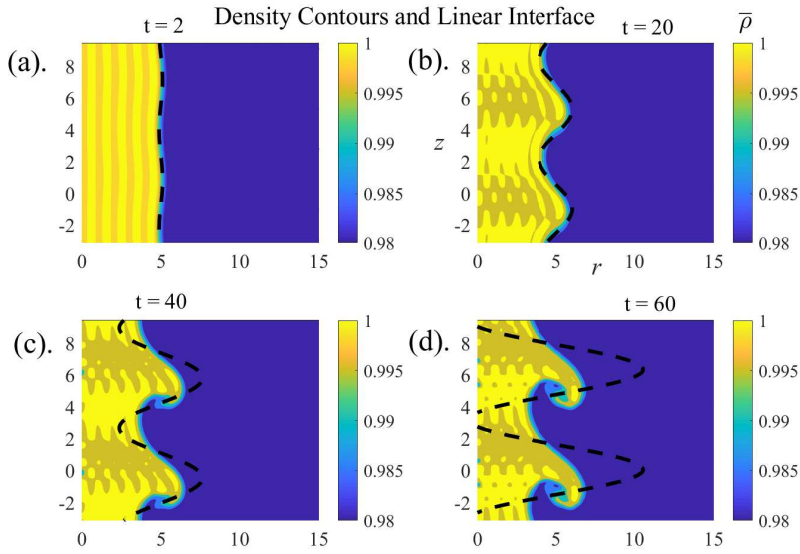 Density Contours and Linear Interface
t = 2
t = 20
ρ̅
(a).
8
6
4
2
0
-2
0 5 10 15
1
0.995
0.99
0.985
0.98
(b).
z
8
6
4
2
0
-2
0 5 10 15
r
1
0.995
0.99
0.985
0.98
t = 40
t = 60
(c).
8
6
4
2
0
-2
0 5 10 15
1
0.995
0.99
0.985
0.98
(d).
8
6
4
2
0
-2
0 5 10 15
1
0.995
0.99
0.985
0.98